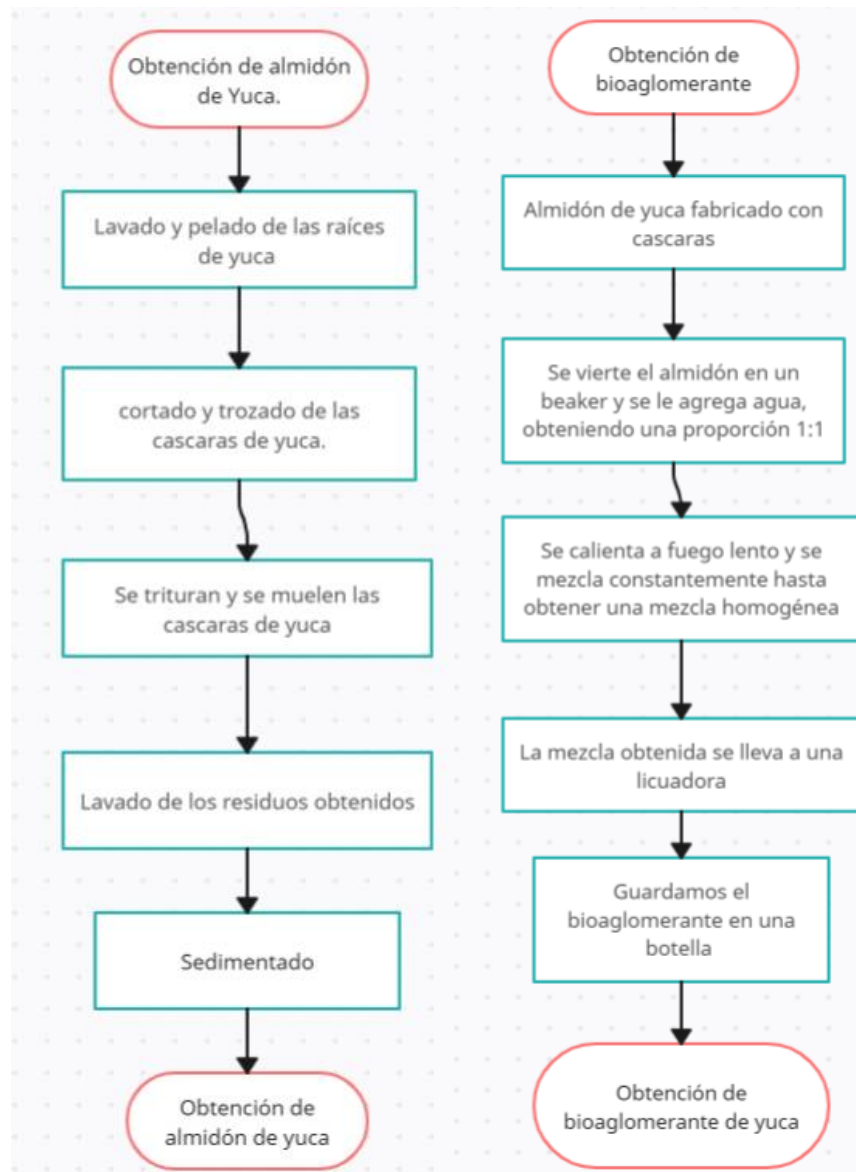 Obtención de almidón
de Yuca.
Lavado y pelado de las raíces
de yuca
cortado y trozado de las
cascaras de yuca.
Se trituran y se muelen las
cascaras de yuca
Lavado de los residuos obtenidos
Sedimentado
Obtención de
almidón de yuca
Obtención de
bioaglomerante
Almidón de yuca fabricado con
cascaras
Se vierte el almidón en un
beaker y se le agrega agua,
obteniendo una proporción 1:1
Se calienta a fuego lento y se
mezcla constantemente hasta
obtener una mezcla homogénea
La mezcla obtenida se lleva a una
licuadora
Guardamos el
bioaglomerante en una
botella
Obtención de
bioaglomerante de yuca